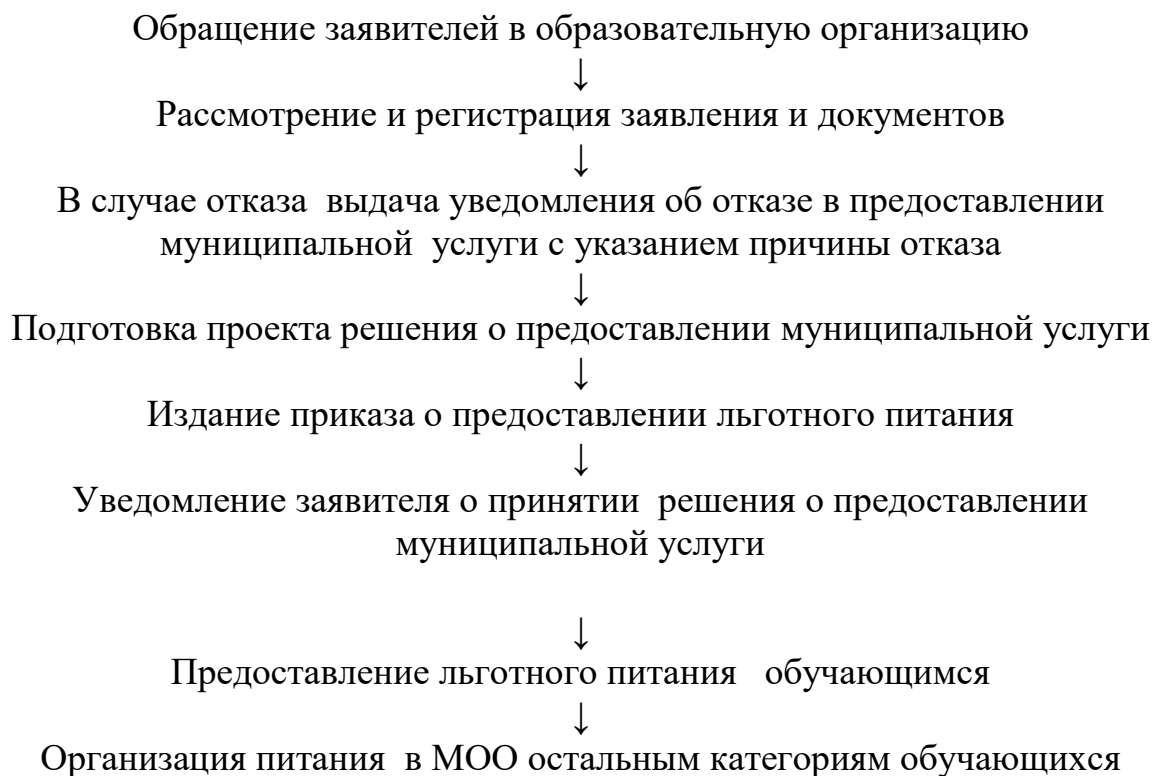 Обращение заявителей в образовательную организацию
↓
Рассмотрение и регистрация заявления и документов
↓
В случае отказа выдача уведомления об отказе в предоставлении
муниципальной услуги с указанием причины отказа
↓
Подготовка проекта решения о предоставлении муниципальной услуги
↓
Издание приказа о предоставлении льготного питания
↓
Уведомление заявителя о принятии решения о предоставлении
муниципальной услуги
↓
Предоставление льготного питания обучающимся
↓
Организация питания в МОО остальным категориям обучающихся